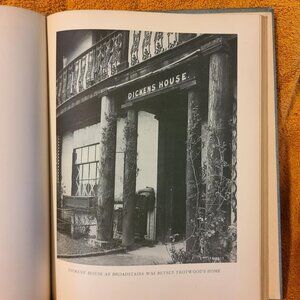 DICKENS HOUSE.
DICKENS' HOUSE AT BROADSTAIRS WAS BETSEY TROTWOOD'S HOME